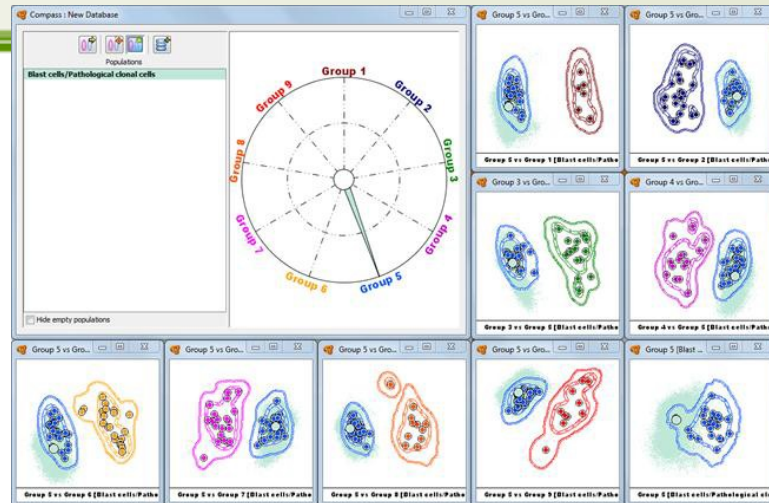 Compass : New Database
Populations
Blast cells/Pathological clonal cells
Hide empty populations
Group 1
Group 2
Group 3
Group 4
Group 5
Group 6
Group 7
Group 8
Group 9
Group 5 vs Gro...
Group 5 vs Group 1 [Blast cells/Patho
Group 5 vs Gro...
Group 5 vs Group 2 [Blast cells/Patho
Group 3 vs Gro...
Group 3 vs Group 5 [Blast cells/Patho
Group 4 vs Gro...
Group 4 vs Group 5 [Blast cells/Patho
Group 5 vs Gro...
Group 5 vs Group 6 [Blast cells/Patho
Group 5 vs Gro...
Group 5 vs Group 7 [Blast cells/Patho
Group 5 vs Gro...
Group 5 vs Group 8 [Blast cells/Patho
Group 5 vs Gro...
Group 5 vs Group 9 [Blast cells/Patho
Group 5 [Blast ...
Group 5 [Blast cells/Pathological cl